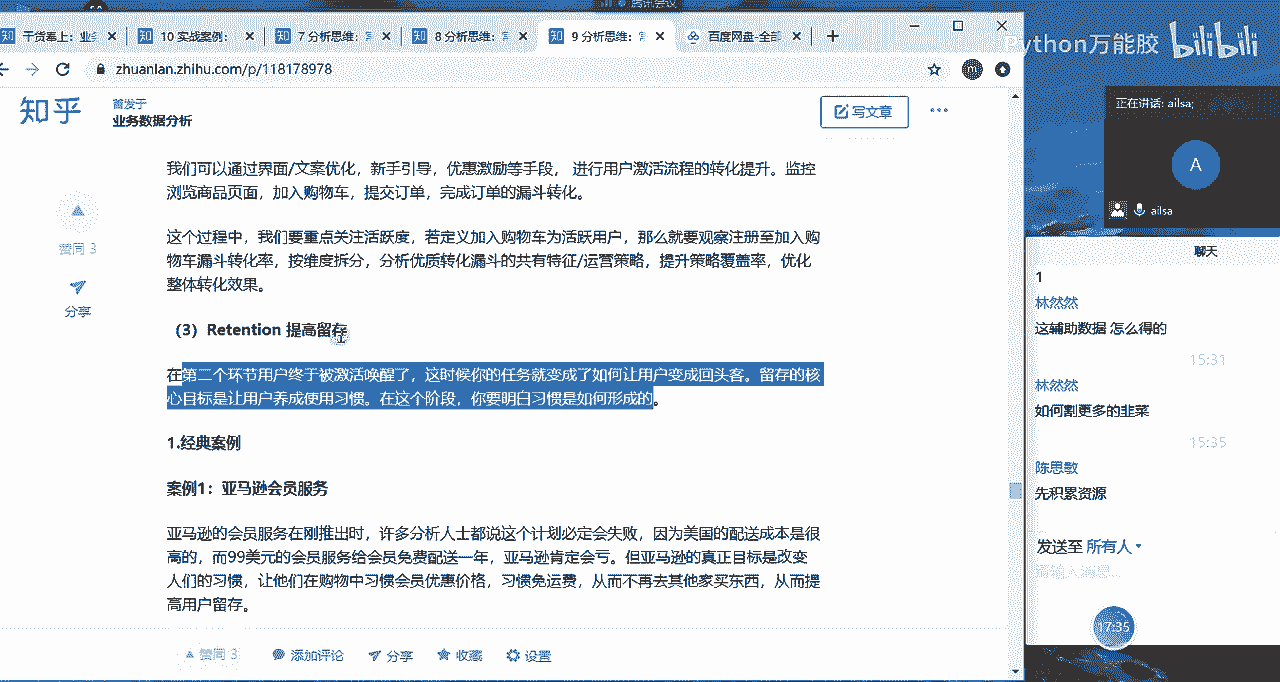 腾讯会议
干货奉上：业务
10 实战案例：
7 分析思维：
8 分析思维：
9 分析思维：
百度网盘-全部
zhuanlan.zhihu.com/p/118178978
Python万能胶 bilibili
知乎
首发于
业务数据分析
写文章
我们可以通过界面/文案优化，新手引导，优惠激励等手段， 进行用户激活流程的转化提升。监控
浏览商品页面，加入购物车，提交订单，完成订单的漏斗转化。
这个过程中，我们要重点关注活跃度，若定义加入购物车为活跃用户，那么就要观察注册至加入购
物车漏斗转化率，按维度拆分，分析优质转化漏斗的共有特征/运营策略，提升策略覆盖率，优化
整体转化效果。
（3）Retention 提高留存
在第二个环节用户终于被激活唤醒了，这时候你的任务就变成了如何让用户变成回头客。留存的核
心目标是让用户养成使用习惯。在这个阶段，你要明白习惯是如何形成的。
1.经典案例
案例1：亚马逊会员服务
亚马逊的会员服务在刚推出时，许多分析人士都说这个计划必定会失败，因为美国的配送成本是很
高的，而99美元的会员服务给会员免费配送一年，亚马逊肯定会亏。但亚马逊的真正目标是改变
人们的习惯，让他们在购物中习惯会员优惠价格，习惯免运费，从而不再去其他家买东西，从而提
高用户留存。
赞同 3
分享
赞同 3
添加评论
分享
收藏
设置
正在讲话: ailsa;
A
ailsa
聊天
1
林然然
这辅助数据 怎么得的
15:31
林然然
如何割更多的韭菜
15:35
陈思敏
先积累资源
发送至 所有人
请输入消息...
17:35